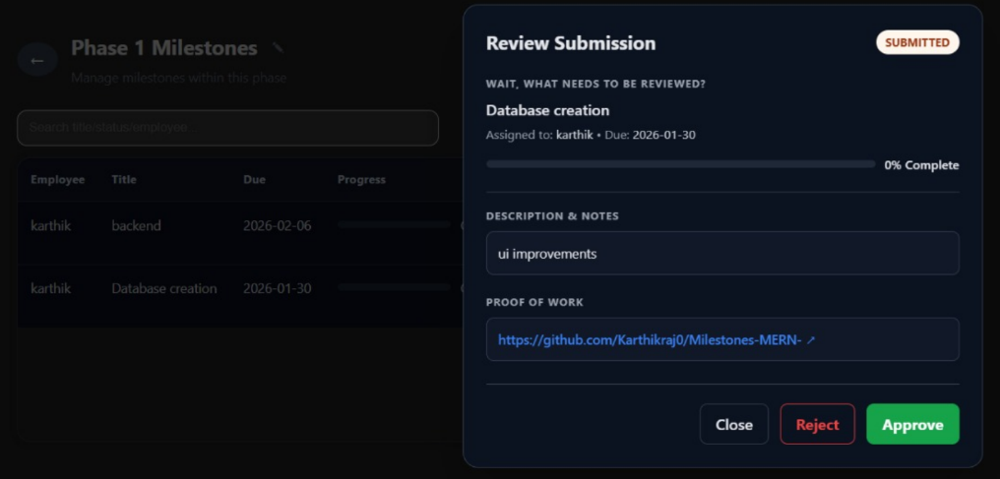 ←
Phase 1 Milestones
Manage milestones within this phase
Search title/status/employee...
Employee Title Due Progress
karthik backend 2026-02-06
karthik Database creation 2026-01-30
Review Submission
SUBMITTED
WAIT, WHAT NEEDS TO BE REVIEWED?
Database creation
Assigned to: karthik • Due: 2026-01-30
0% Complete
DESCRIPTION & NOTES
ui improvements
PROOF OF WORK
https://github.com/Karthikraj0/Milestones-MERN- ↗
Close Reject Approve